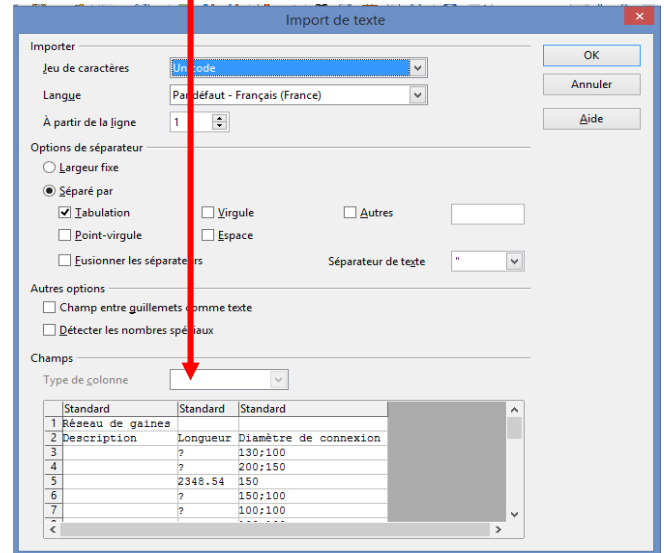 Import de texte
Importer
Jeu de caractères Unicode
Langue Par défaut - Français (France)
À partir de la ligne 1
Options de séparateur
Largeur fixe
Séparé par
Tabulation Virgule Autres
Point-virgule Espace
Fusionner les séparateurs Séparateur de texte "
Autres options
Champ entre guillemets comme texte
Détecter les nombres spéciaux
Champs
Type de colonne
Standard Standard Standard
1 Réseau de gaines
2 Description Longueur Diamètre de connexion
3 ? 130;100
4 ? 200;150
5 2348.54 150
6 ? 150;100
7 ? 100;100
OK
Annuler
Aide